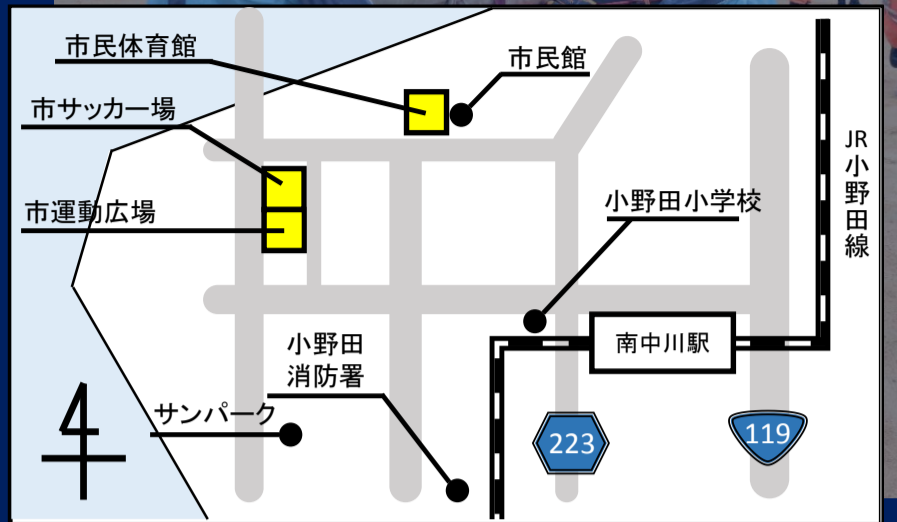 市民体育館
市民館
市サッカー場
JR小野田線
市運動広場
小野田小学校
南中川駅
小野田
消防署
サンパーク
223
119